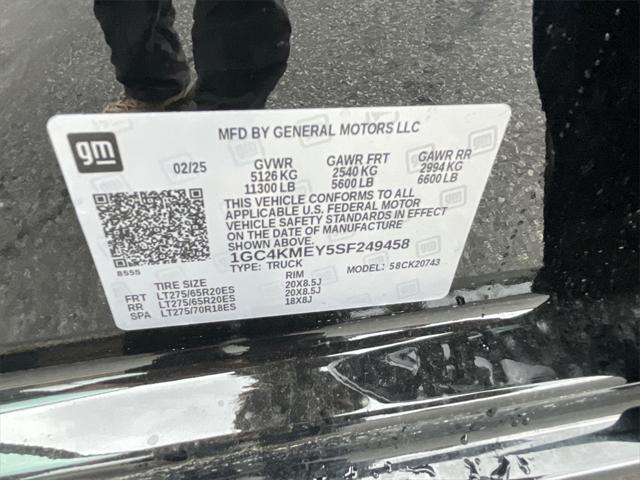 gm
MFD BY GENERAL MOTORS LLC
02/25
GVWR GAWR FRT GAWR RR
5126 KG 2540 KG 2994 KG
11300 LB 5600 LB 6600 LB
THIS VEHICLE CONFORMS TO ALL
APPLICABLE U.S. FEDERAL MOTOR
VEHICLE SAFETY STANDARDS IN EFFECT
ON THE DATE OF MANUFACTURE
SHOWN ABOVE.
1GC4KMEY5SF249458
TYPE: TRUCK MODEL: 58CK20743
8555
TIRE SIZE RIM
FRT LT275/65R20ES 20X8.5J
RR LT275/65R20ES 20X8.5J
SPA LT275/70R18ES 18X8J